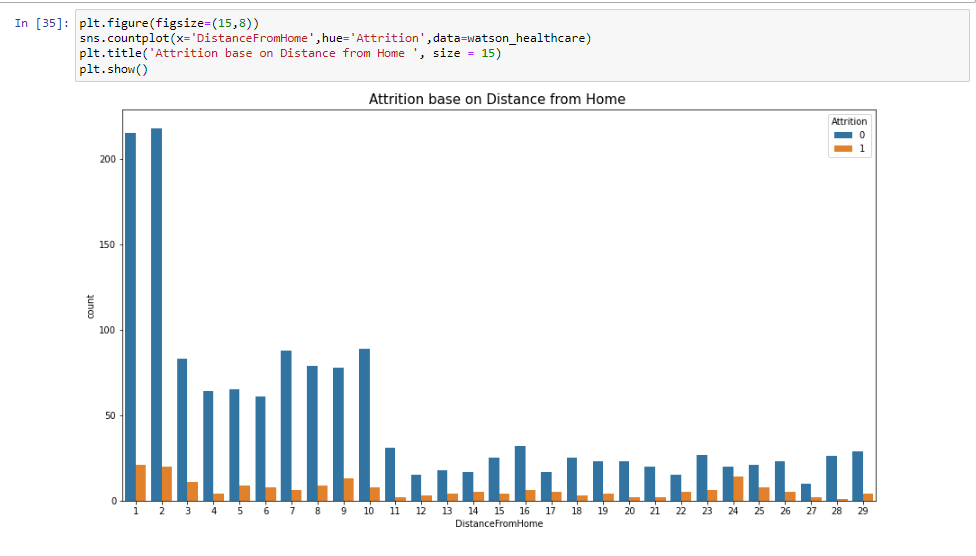 In [35]: plt.figure(figsize=(15,8))
sns.countplot(x='DistanceFromHome',hue='Attrition',data=watson_healthcare)
plt.title('Attrition base on Distance from Home ', size = 15)
plt.show()
Attrition base on Distance from Home
Attrition
0
1
200
150
100
50
0
count
1 2 3 4 5 6 7 8 9 10 11 12 13 14 15 16 17 18 19 20 21 22 23 24 25 26 27 28 29
DistanceFromHome